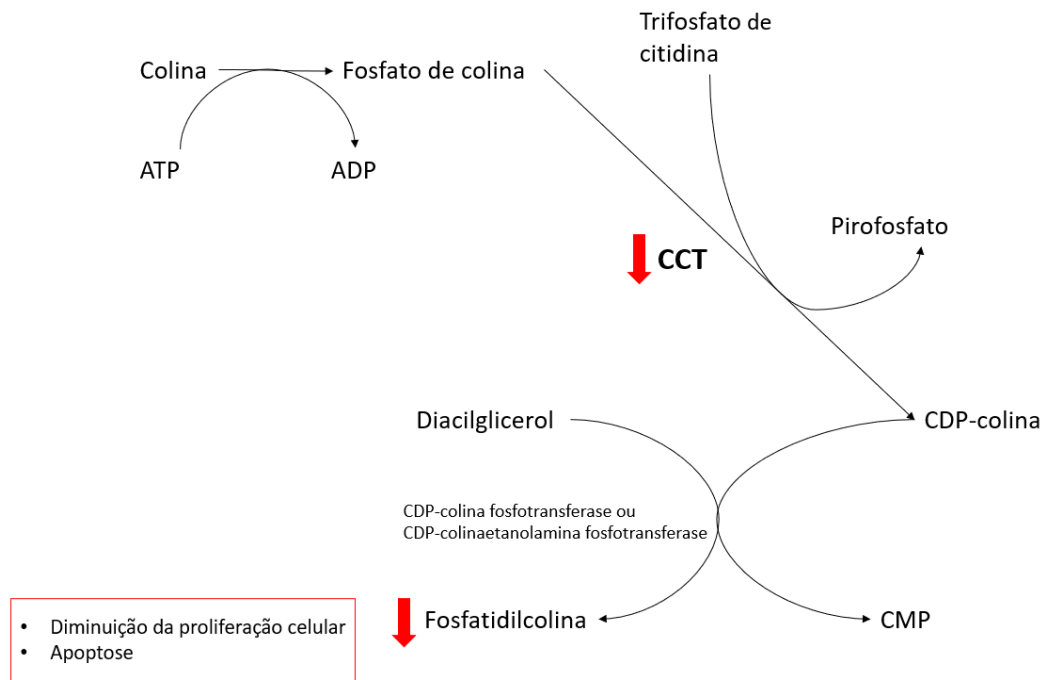 Trifosfato de
citidina
Colina
Fosfato de colina
ATP
ADP
Pirofosfato
CCT
Diacilglicerol
CDP-colina
CDP-colina fosfotransferase ou
CDP-colinaetanolamina fosfotransferase
Fosfatidilcolina
CMP
• Diminuição da proliferação celular
• Apoptose